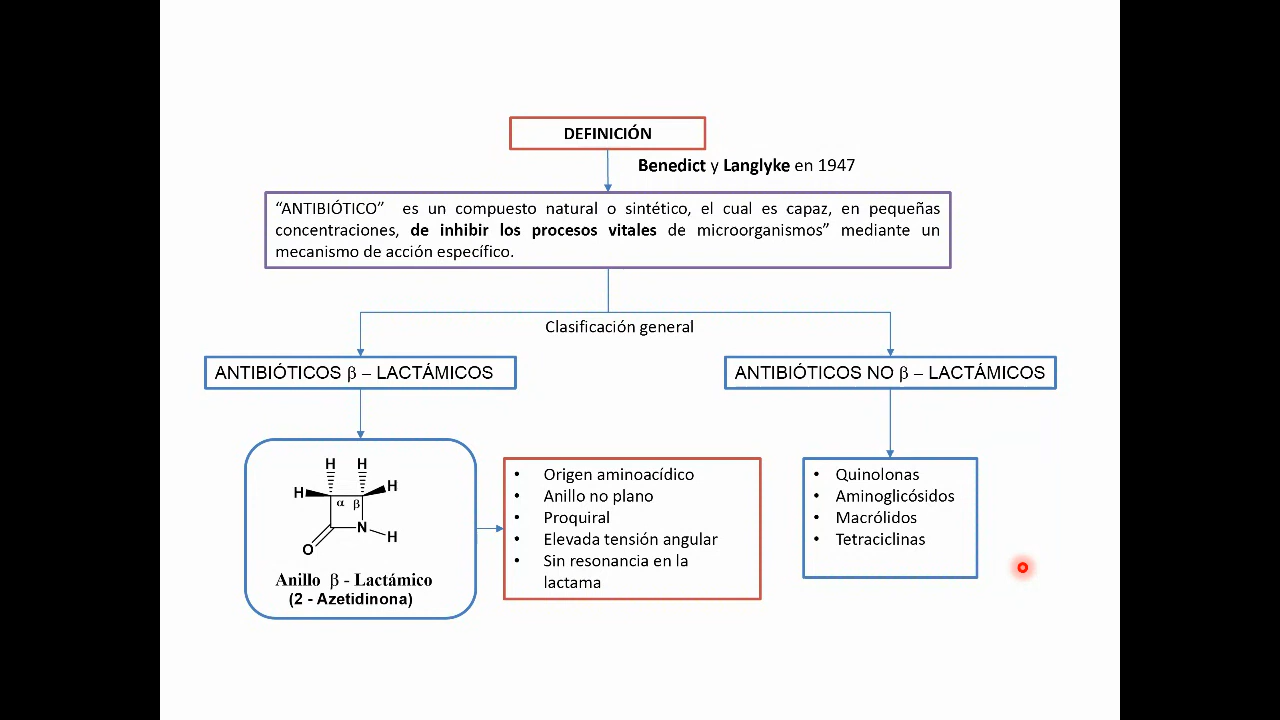 DEFINICIÓN
Benedict y Langlyke en 1947
“ANTIBIÓTICO” es un compuesto natural o sintético, el cual es capaz, en pequeñas
concentraciones, de inhibir los procesos vitales de microorganismos” mediante un
mecanismo de acción específico.
Clasificación general
ANTIBIÓTICOS β – LACTÁMICOS
ANTIBIÓTICOS NO β – LACTÁMICOS
H H
H H
α β
N
H
O
Anillo β - Lactámico
(2 - Azetidinona)
• Origen aminoacídico
• Anillo no plano
• Proquiral
• Elevada tensión angular
• Sin resonancia en la
lactama
• Quinolonas
• Aminoglicósidos
• Macrólidos
• Tetraciclinas